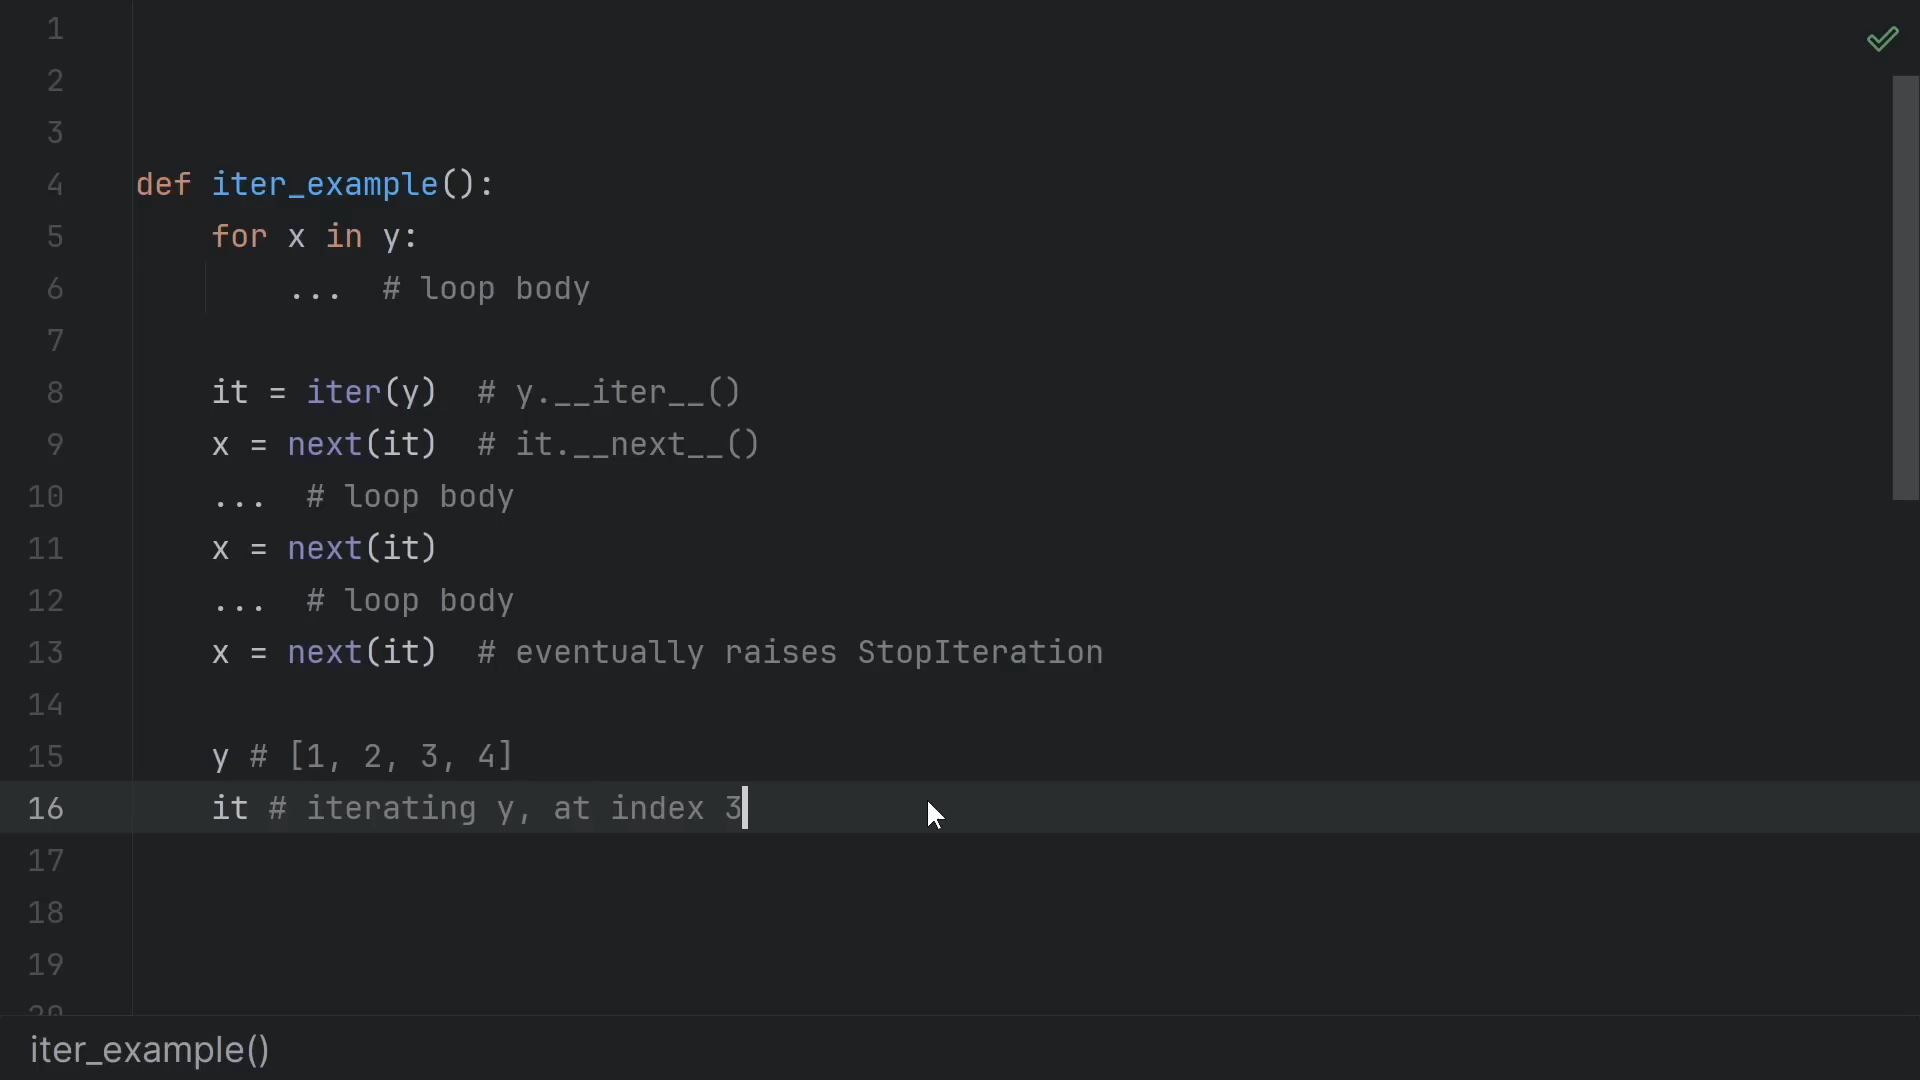 1
2
3
4 def iter_example():
5 for x in y:
6 ... # loop body
7
8 it = iter(y) # y.__iter__()
9 x = next(it) # it.__next__()
10 ... # loop body
11 x = next(it)
12 ... # loop body
13 x = next(it) # eventually raises StopIteration
14
15 y # [1, 2, 3, 4]
16 it # iterating y, at index 3
17
18
19
20
iter_example()